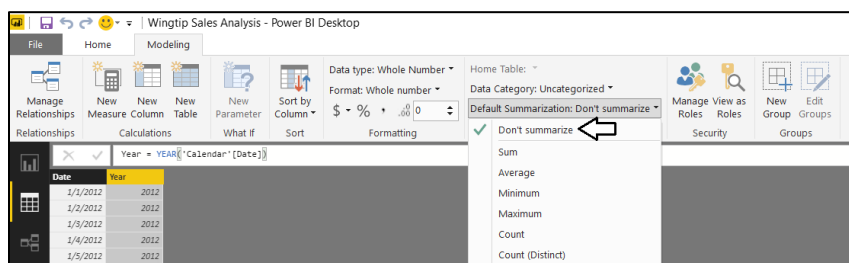 Wingtip Sales Analysis - Power BI Desktop
File Home Modeling
Manage Relationships
New Measure
New Column
New Table
New Parameter
Sort by Column
Data type: Whole Number
Format: Whole number
$ % , .00 0
Home Table:
Data Category: Uncategorized
Default Summarization: Don't summarize
Manage Roles
View as Roles
New Group
Edit Groups
Relationships Calculations What If Sort Formatting Security Groups
Don't summarize
Sum
Average
Minimum
Maximum
Count
Count (Distinct)
Year = YEAR('Calendar'[Date])
Date Year
1/1/2012 2012
1/2/2012 2012
1/3/2012 2012
1/4/2012 2012
1/5/2012 2012